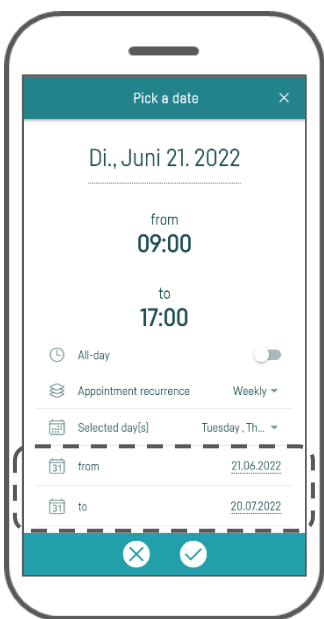 Pick a date
Di., Juni 21. 2022
from
09:00
to
17:00
All-day
Appointment recurrence Weekly
Selected day(s) Tuesday , Th...
31 from 21.06.2022
31 to 20.07.2022